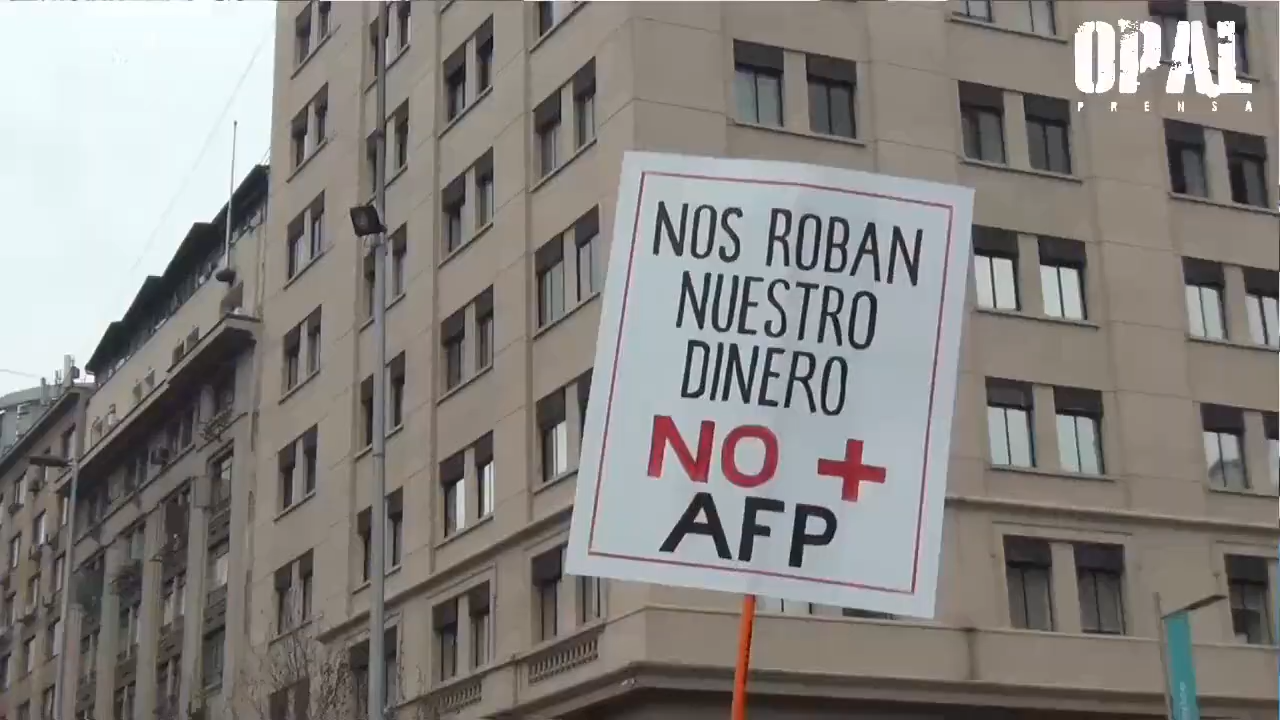 OPAL
PRENSA
NOS ROBAN
NUESTRO
DINERO
NO +
AFP